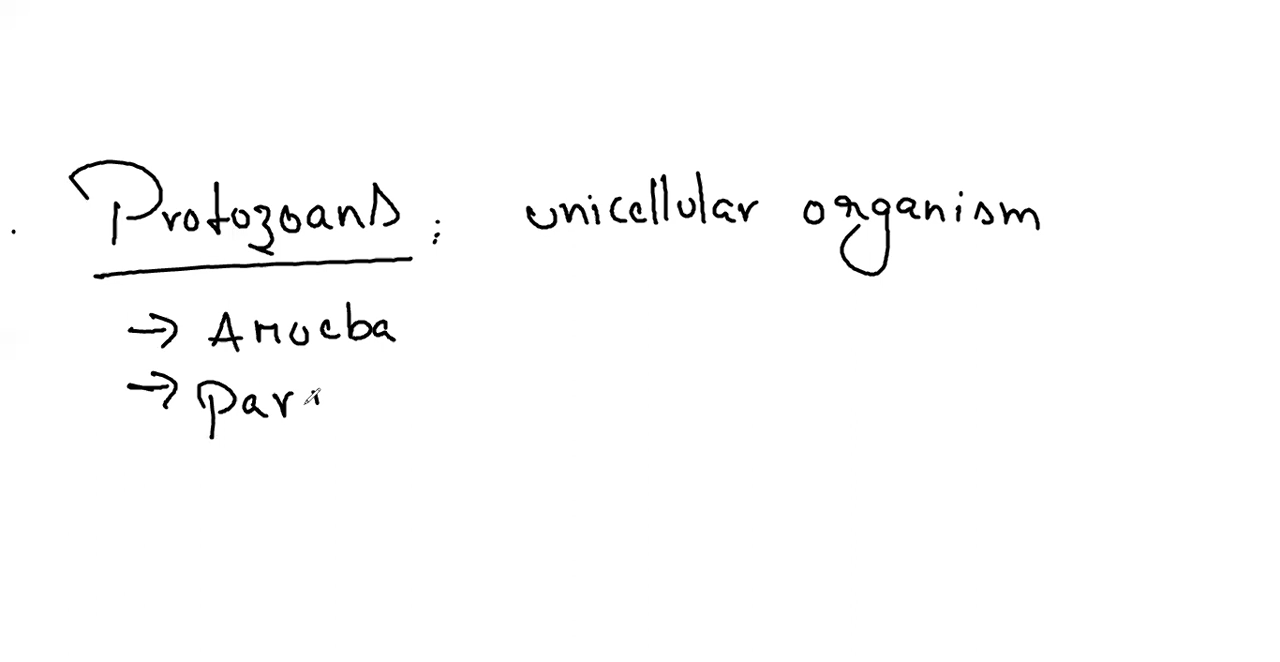 Protozoans : unicellular organism
→ Amoeba
→ Par